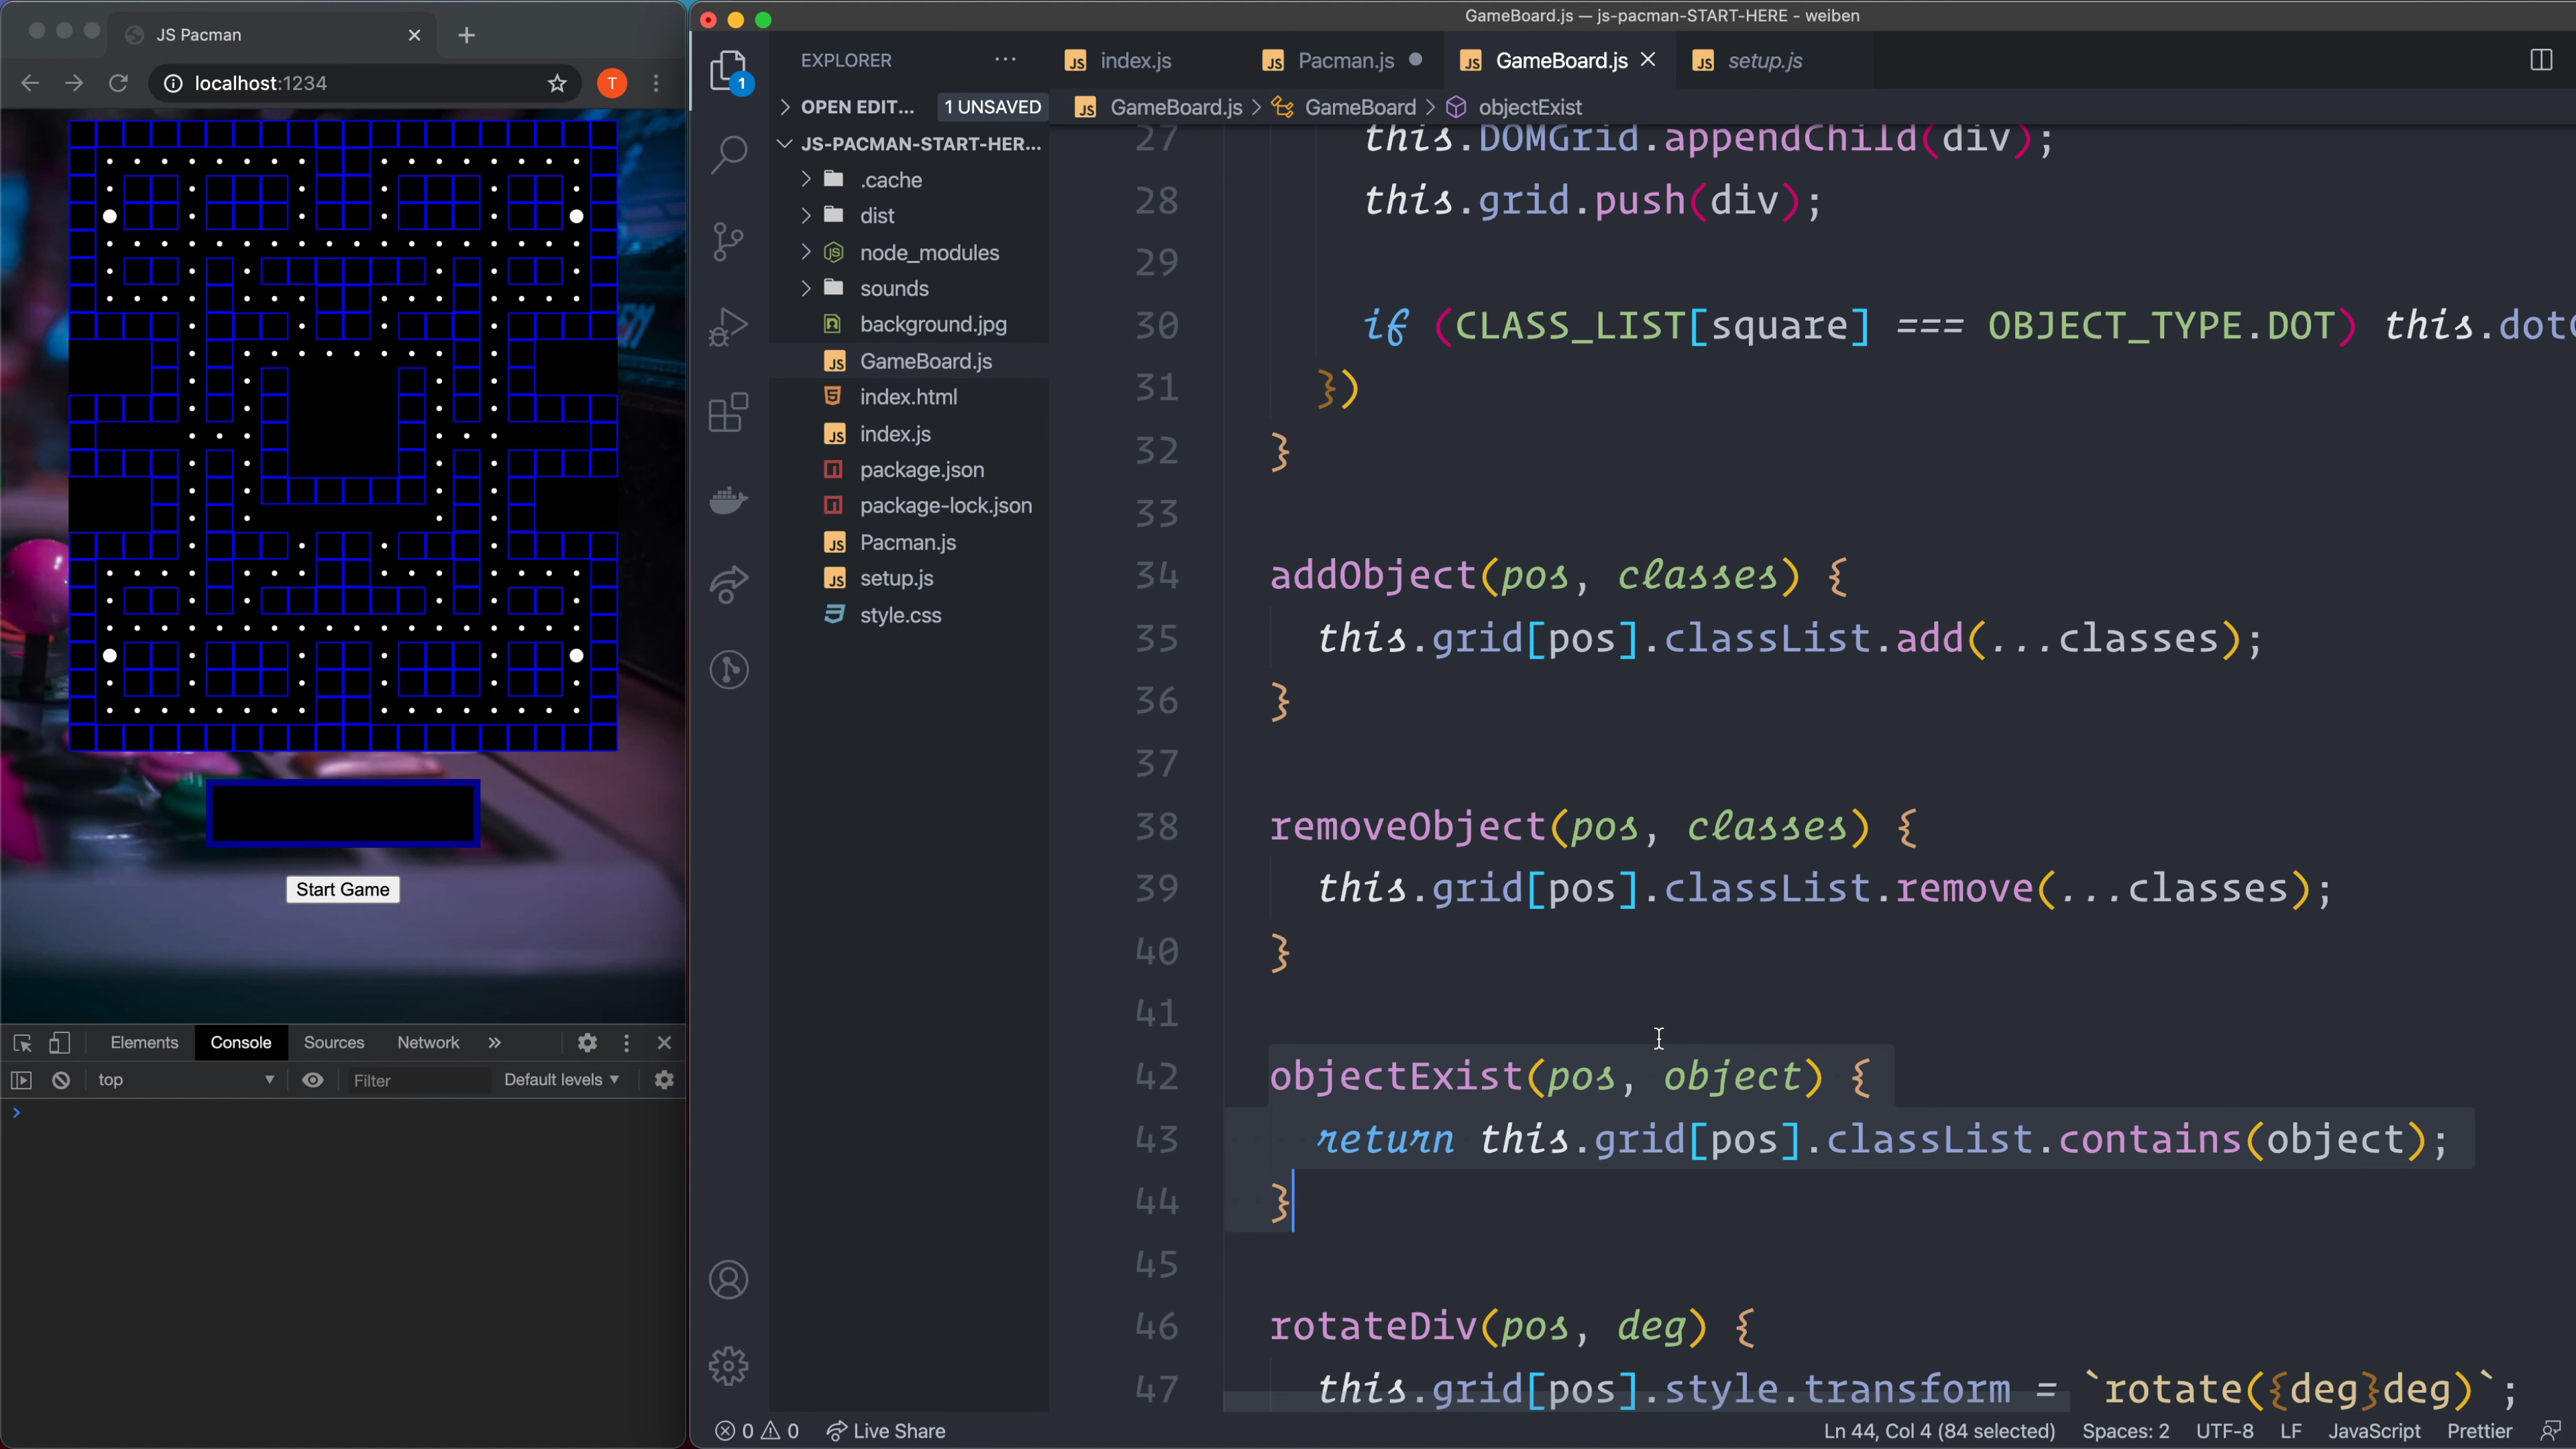 JS Pacman
localhost:1234
T
Start Game
Elements Console Sources Network »
top Filter Default levels
GameBoard.js — js-pacman-START-HERE - weiben
EXPLORER
1
OPEN EDIT... 1 UNSAVED
JS-PACMAN-START-HER...
.cache
dist
node_modules
sounds
background.jpg
GameBoard.js
index.html
index.js
package.json
package-lock.json
Pacman.js
setup.js
style.css
JS index.js JS Pacman.js JS GameBoard.js JS setup.js
JS GameBoard.js > GameBoard > objectExist
27 this.DOMGrid.appendChild(div);
28 this.grid.push(div);
29
30 if (CLASS_LIST[square] === OBJECT_TYPE.DOT) this.dot
31 })
32 }
33
34 addObject(pos, classes) {
35 this.grid[pos].classList.add(...classes);
36 }
37
38 removeObject(pos, classes) {
39 this.grid[pos].classList.remove(...classes);
40 }
41
42 objectExist(pos, object) {
43 return this.grid[pos].classList.contains(object);
44 }
45
46 rotateDiv(pos, deg) {
47 this.grid[pos].style.transform = `rotate({deg}deg)`;
0 0 Live Share Ln 44, Col 4 (84 selected) Spaces: 2 UTF-8 LF JavaScript Prettier